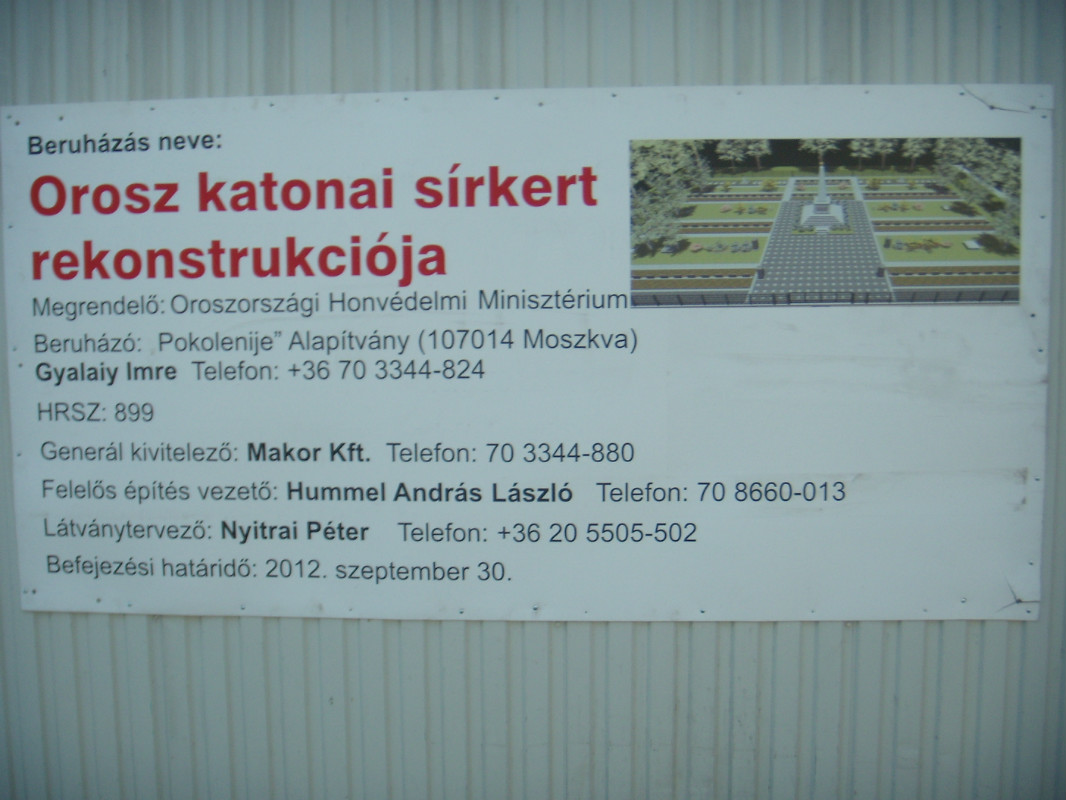 Beruházás neve:
Orosz katonai sírkert
rekonstrukciója
Megrendelő: Oroszországi Honvédelmi Minisztérium
Beruházó: „Pokolenije” Alapítvány (107014 Moszkva)
Gyalaiy Imre Telefon: +36 70 3344-824
HRSZ: 899
Generál kivitelező: Makor Kft. Telefon: 70 3344-880
Felelős építés vezető: Hummel András László Telefon: 70 8660-013
Látványtervező: Nyitrai Péter Telefon: +36 20 5505-502
Befejezési határidő: 2012. szeptember 30.